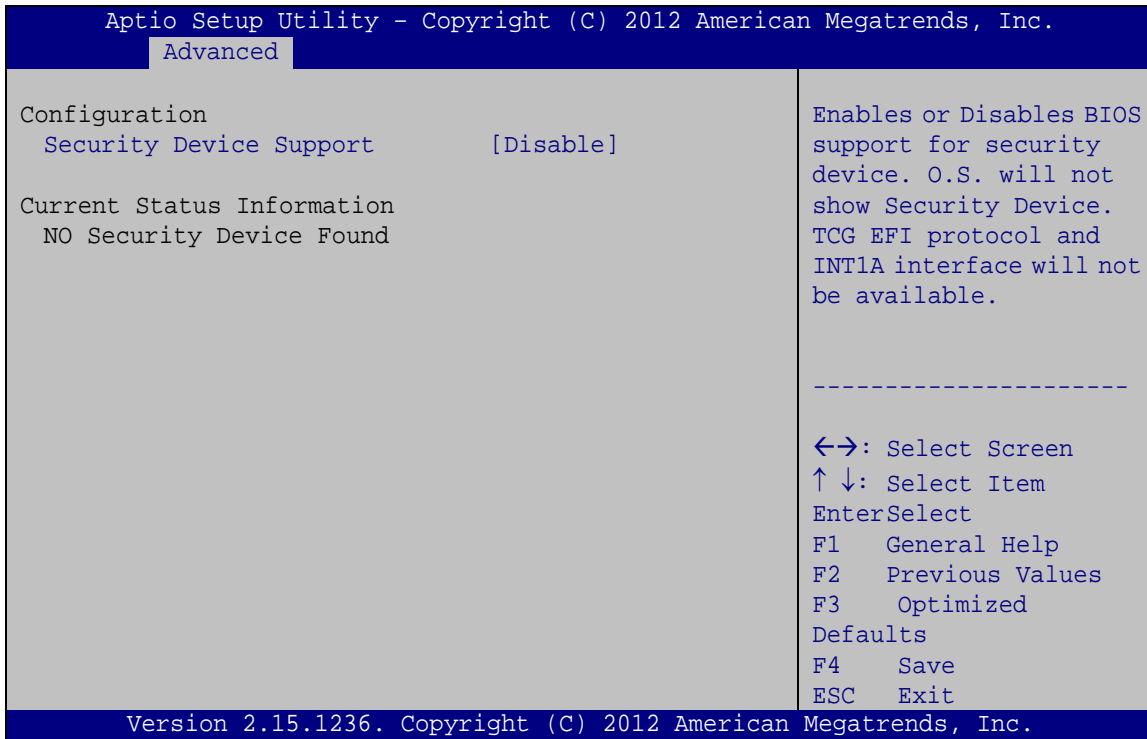 Aptio Setup Utility – Copyright (C) 2012 American Megatrends, Inc.
Advanced
Configuration
Security Device Support [Disable]
Current Status Information
NO Security Device Found
Enables or Disables BIOS
support for security
device. O.S. will not
show Security Device.
TCG EFI protocol and
INT1A interface will not
be available.
----------------------
←→: Select Screen
↑ ↓: Select Item
EnterSelect
F1 General Help
F2 Previous Values
F3 Optimized
Defaults
F4 Save
ESC Exit
Version 2.15.1236. Copyright (C) 2012 American Megatrends, Inc.